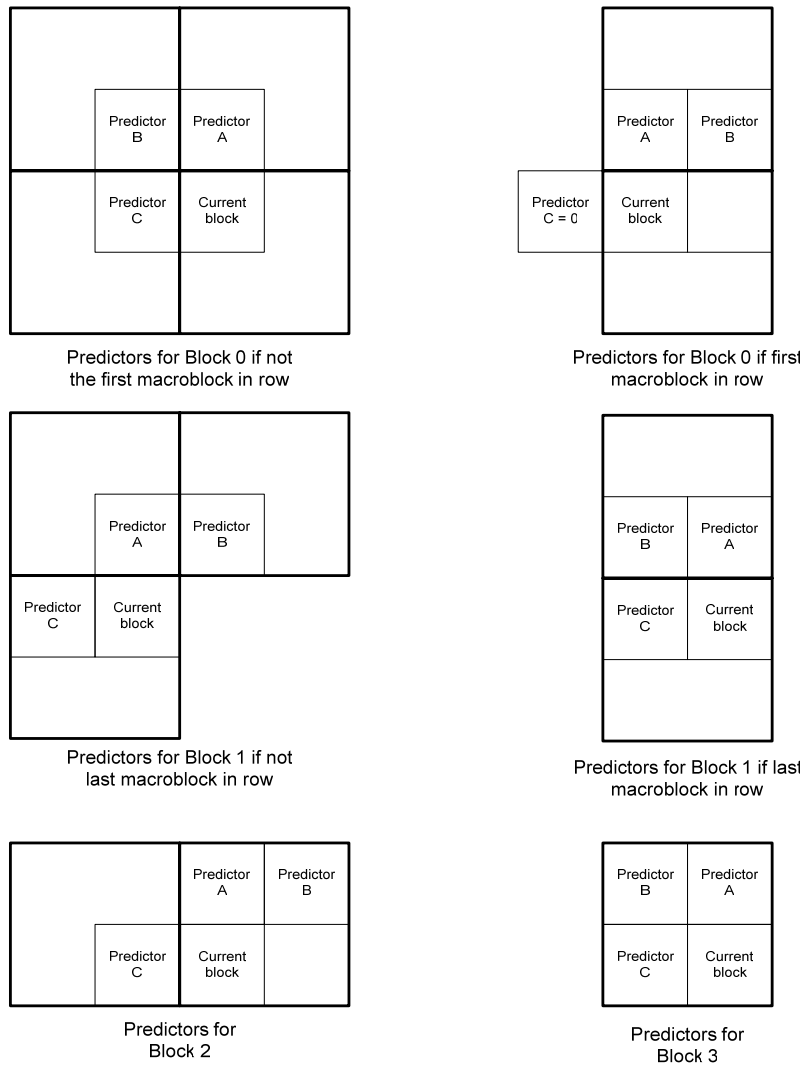 Predictor
B
Predictor
A
Predictor
C
Current
block
Predictors for Block 0 if not
the first macroblock in row
Predictor
A
Predictor
B
Predictor
C = 0
Current
block
Predictors for Block 0 if first
macroblock in row
Predictor
A
Predictor
B
Predictor
C
Current
block
Predictors for Block 1 if not
last macroblock in row
Predictor
B
Predictor
A
Predictor
C
Current
block
Predictors for Block 1 if last
macroblock in row
Predictor
A
Predictor
B
Predictor
C
Current
block
Predictors for
Block 2
Predictor
B
Predictor
A
Predictor
C
Current
block
Predictors for
Block 3